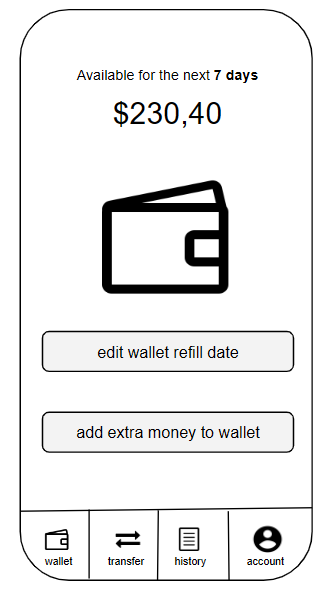 Available for the next 7 days
$230,40
edit wallet refill date
add extra money to wallet
wallet
transfer
history
account